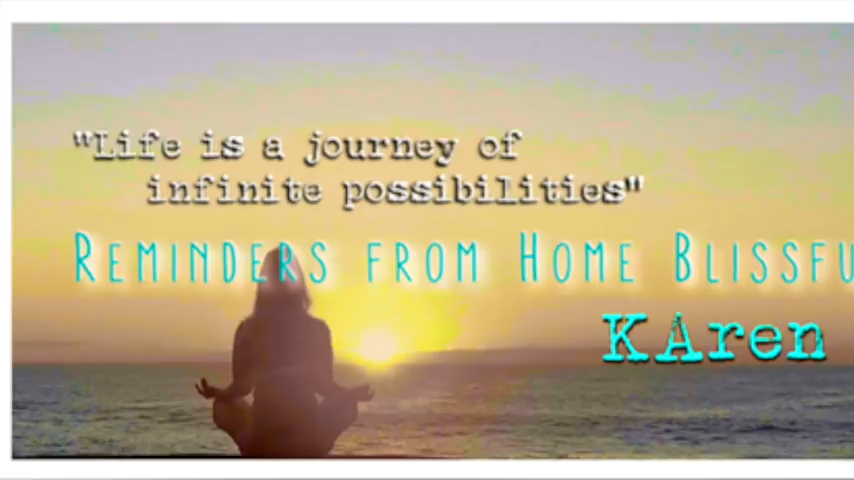 "Life is a journey of
infinite possibilities"
Reminders from Home Blissfu
KAren